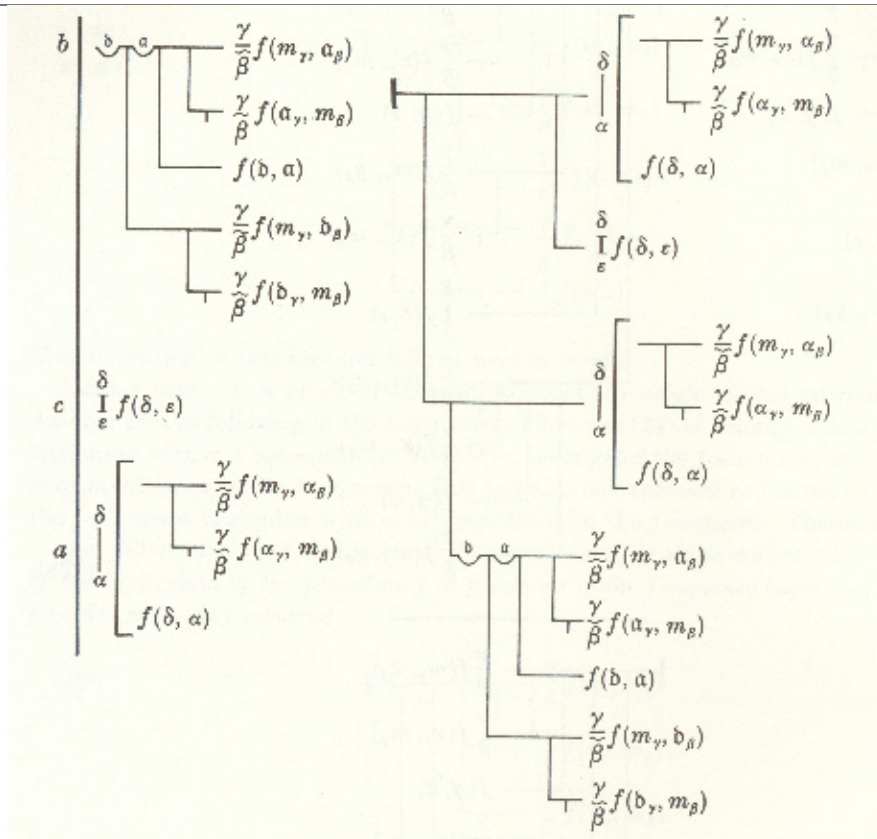 b 𝔡 𝔞 γ/β̃ f(m_γ, 𝔞_β)
γ/β̃ f(𝔞_γ, m_β)
f(𝔡, 𝔞)
γ/β̃ f(m_γ, 𝔡_β)
γ/β̃ f(𝔡_γ, m_β)
c δ I ε f(δ, ε)
a δ | α [ γ/β̃ f(m_γ, α_β)
γ/β̃ f(α_γ, m_β)
f(δ, α)
δ | α [ γ/β̃ f(m_γ, α_β)
γ/β̃ f(α_γ, m_β)
f(δ, α)
δ I ε f(δ, ε)
δ | α [ γ/β̃ f(m_γ, α_β)
γ/β̃ f(α_γ, m_β)
f(δ, α)
𝔡 𝔞 γ/β̃ f(m_γ, 𝔞_β)
γ/β̃ f(𝔞_γ, m_β)
f(𝔡, 𝔞)
γ/β̃ f(m_γ, 𝔡_β)
γ/β̃ f(𝔡_γ, m_β)